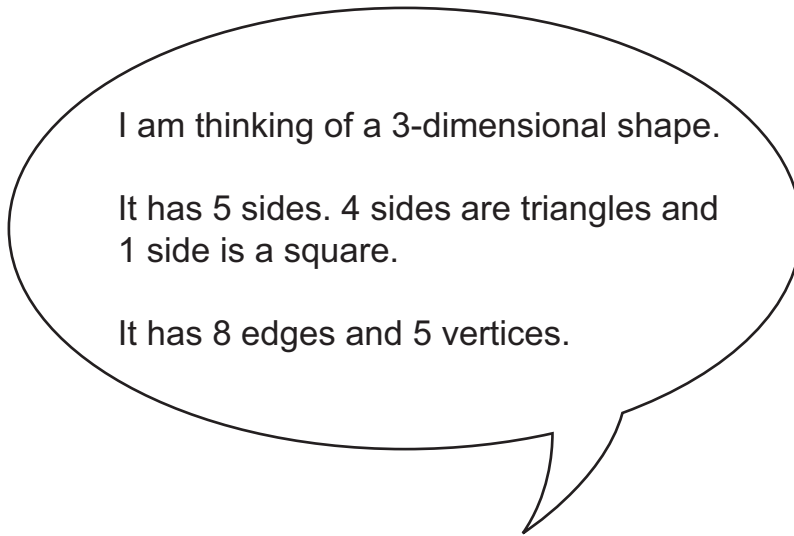 I am thinking of a 3-dimensional shape.
It has 5 sides. 4 sides are triangles and
1 side is a square.
It has 8 edges and 5 vertices.